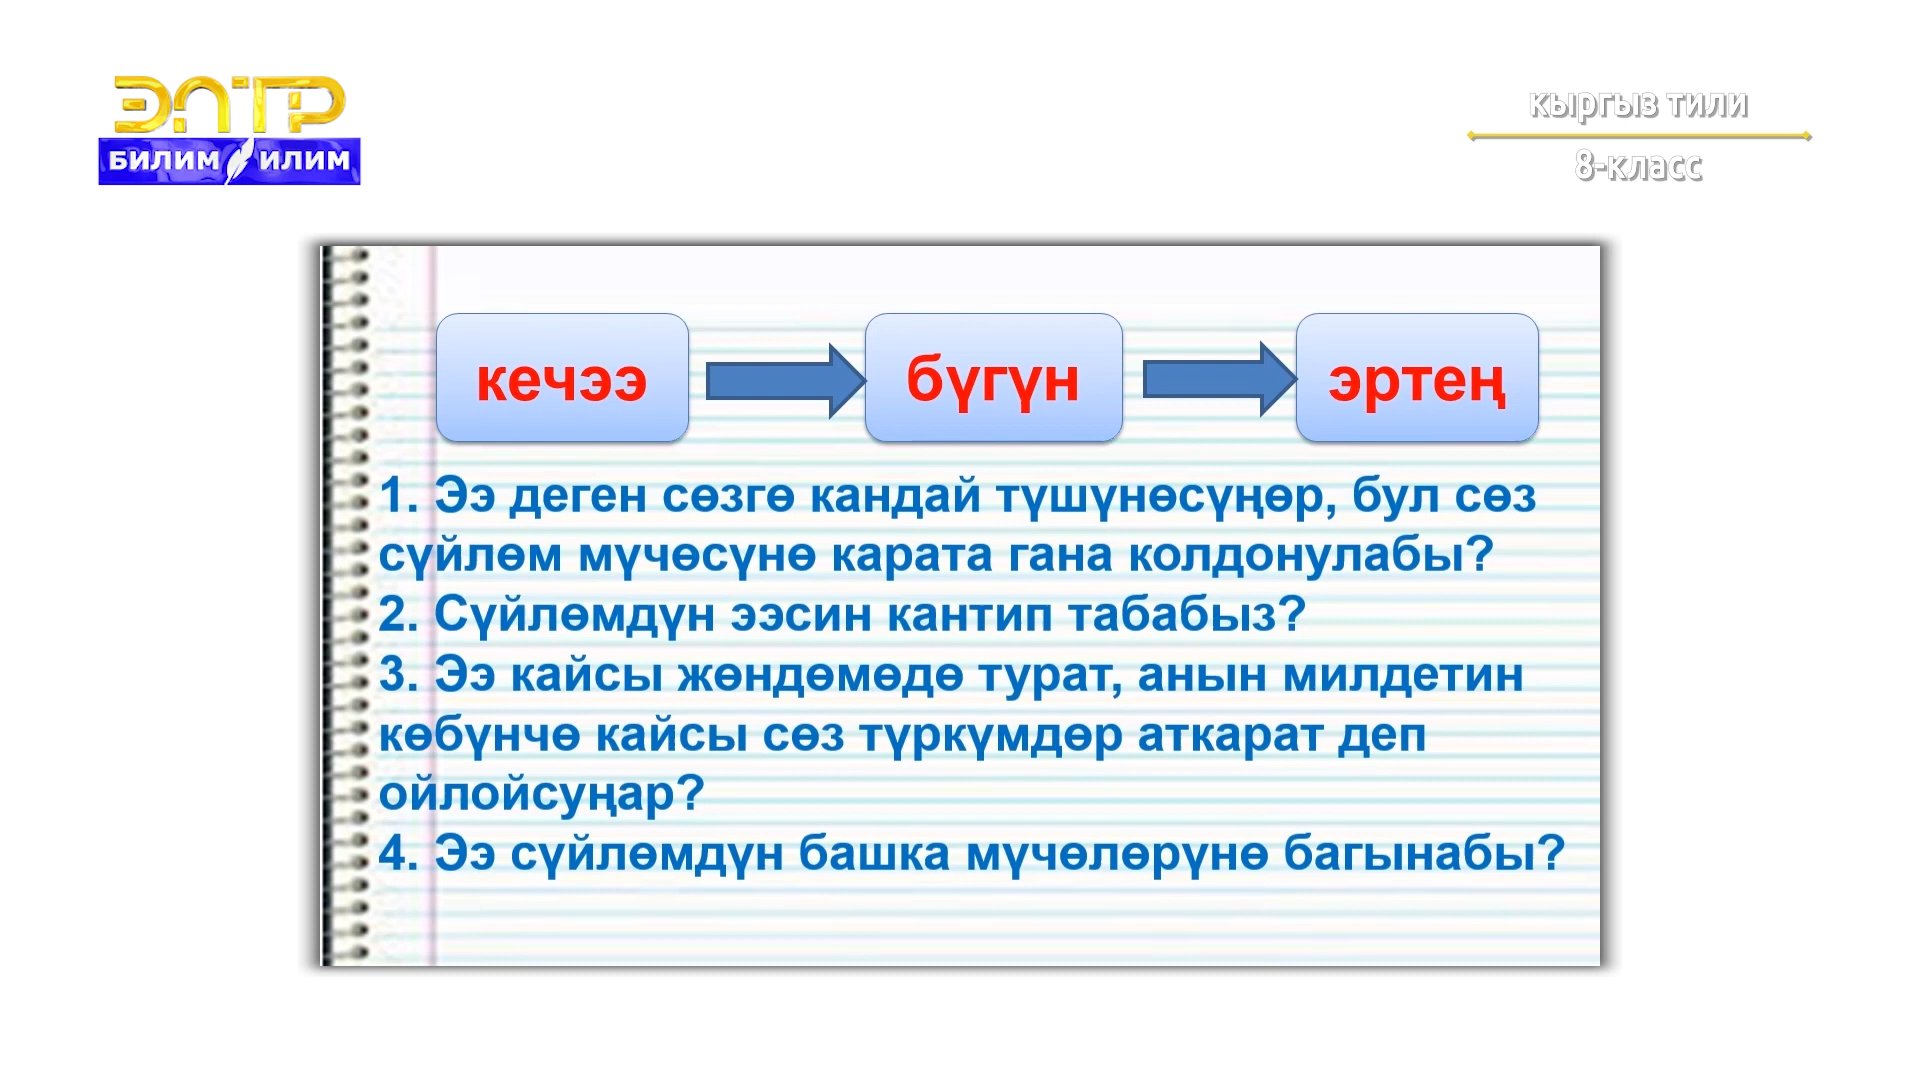 ЭЛТР
БИЛИМ ИЛИМ
кыргыз тили
8-класс
кечээ
бүгүн
эртең
1. Ээ деген сөзгө кандай түшүнөсүңөр, бул сөз
сүйлөм мүчөсүнө карата гана колдонулабы?
2. Сүйлөмдүн ээсин кантип табабыз?
3. Ээ кайсы жөндөмөдө турат, анын милдетин
көбүнчө кайсы сөз түркүмдөр аткарат деп
ойлойсуңар?
4. Ээ сүйлөмдүн башка мүчөлөрүнө багынабы?